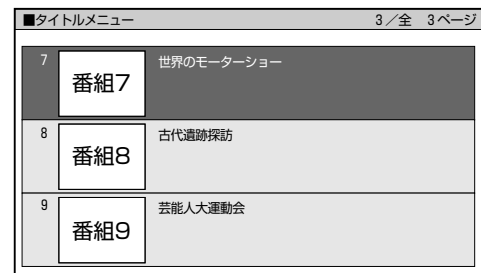 ■タイトルメニュー 3／全 3ページ
7 番組7 世界のモーターショー
8 番組8 古代遺跡探訪
9 番組9 芸能人大運動会